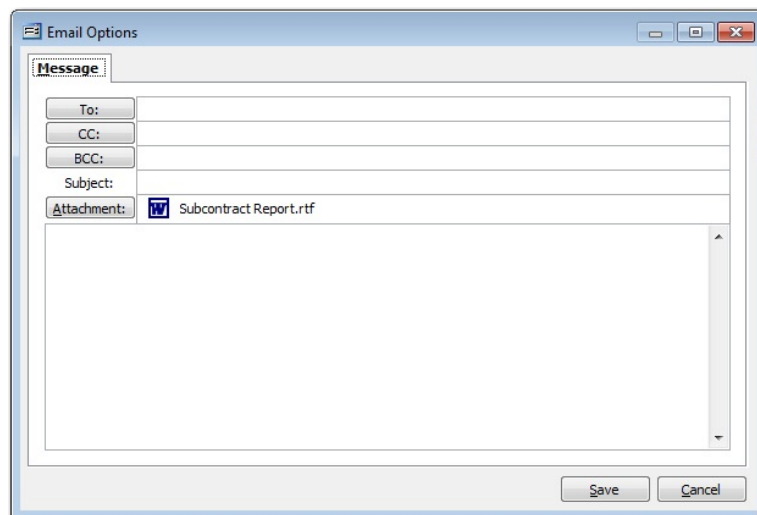 Email Options
Message
To:
CC:
BCC:
Subject:
Attachment: W Subcontract Report.rtf
Save Cancel